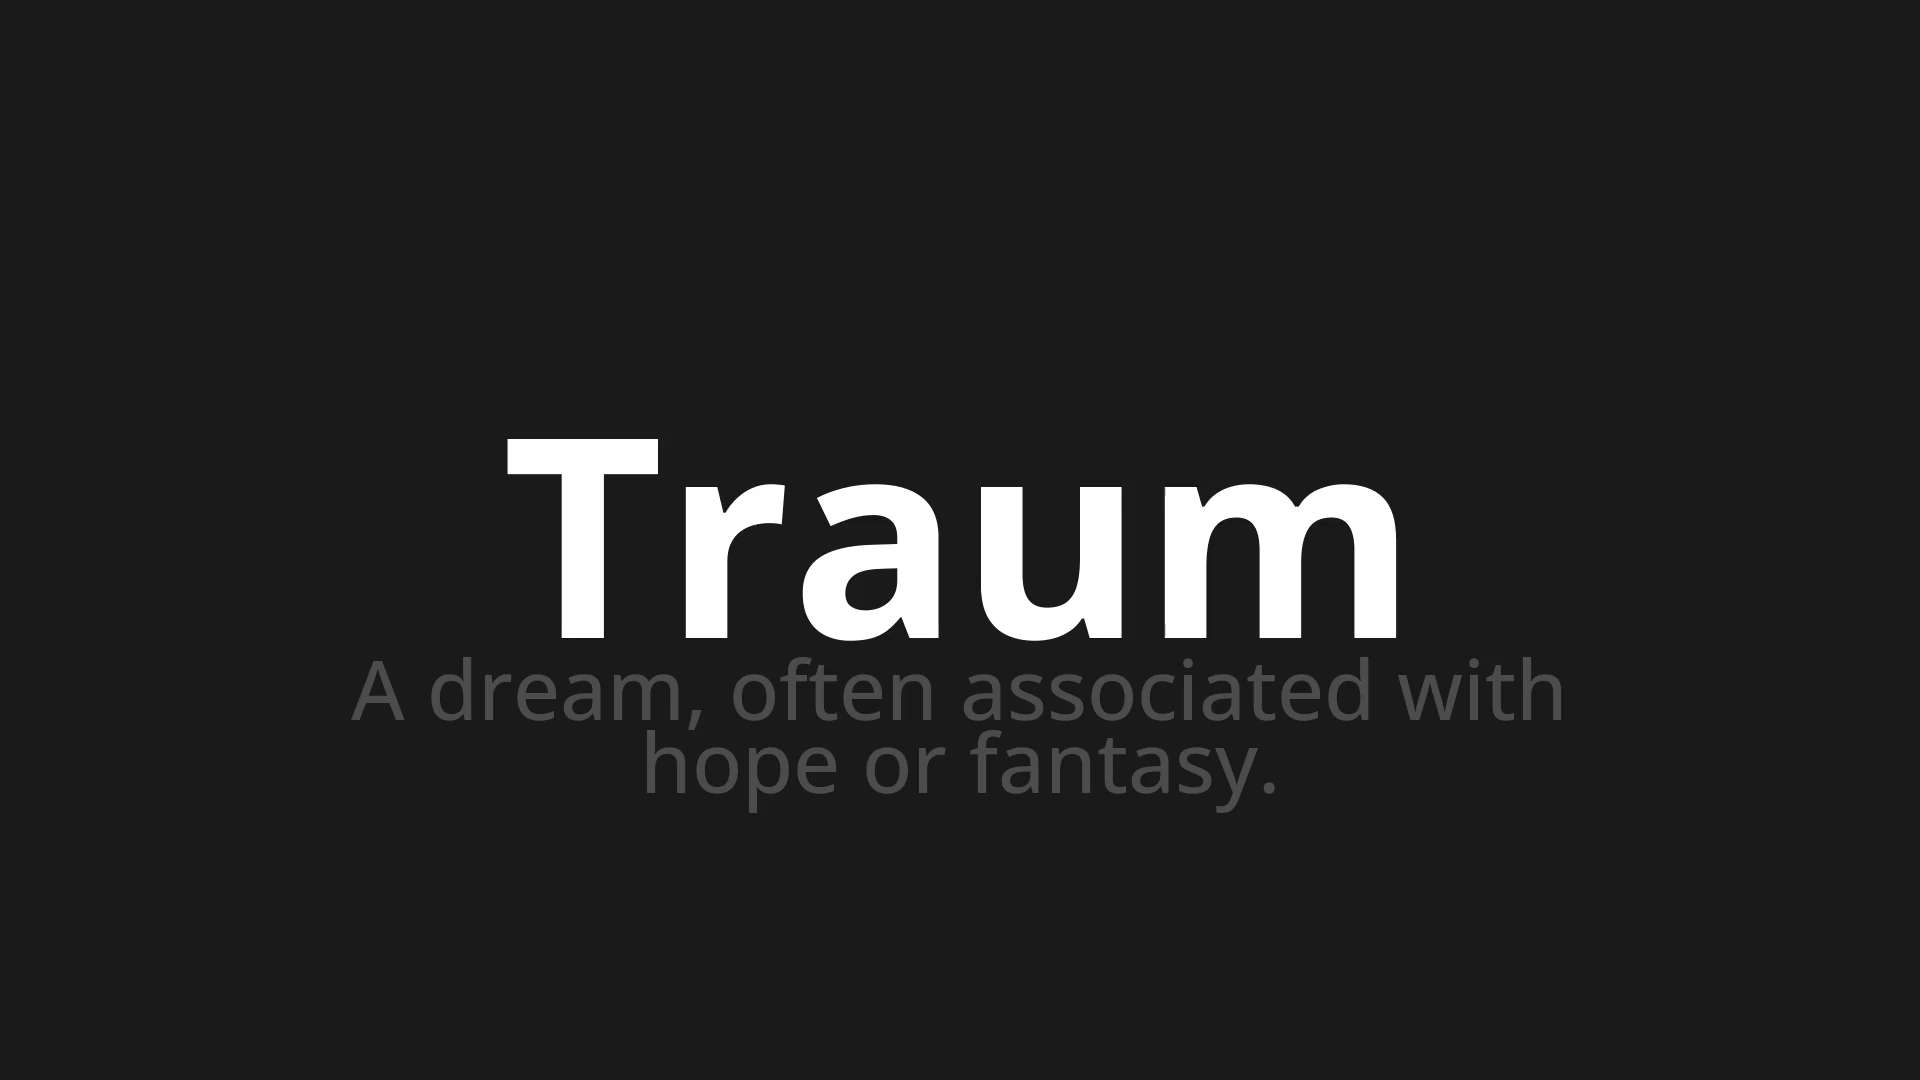 Traum
A dream, often associated with
hope or fantasy.